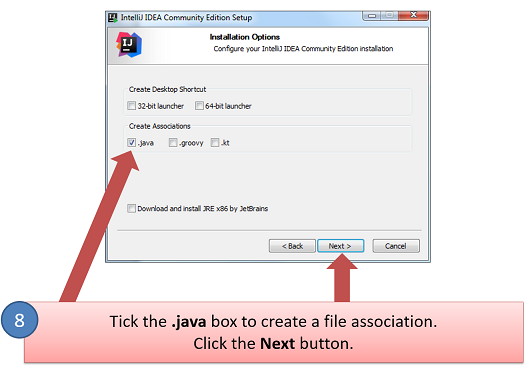 IntelliJ IDEA Community Edition Setup
Installation Options
Configure your IntelliJ IDEA Community Edition installation
Create Desktop Shortcut
32-bit launcher 64-bit launcher
Create Associations
.java .groovy .kt
Download and install JRE x86 by JetBrains
< Back Next > Cancel
8 Tick the .java box to create a file association.
Click the Next button.